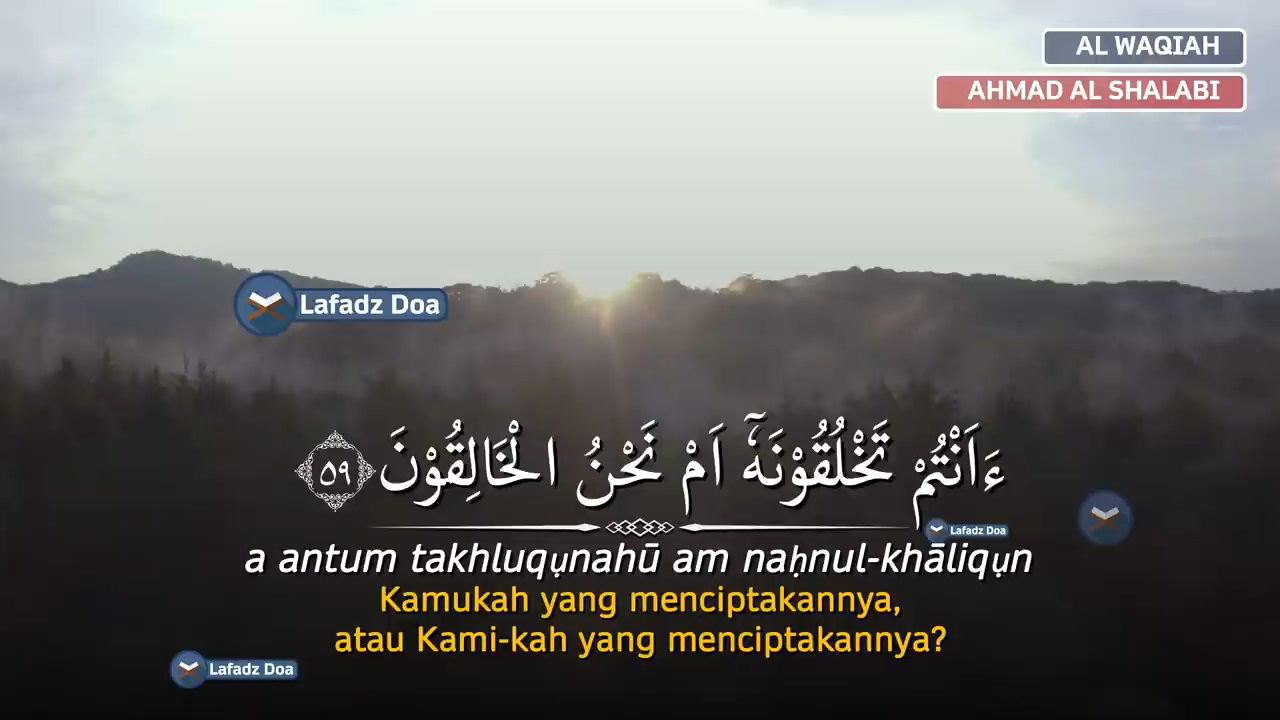 AL WAQIAH
AHMAD AL SHALABI
Lafadz Doa
ءَاَنْتُمْ تَخْلُقُوْنَهٗٓ اَمْ نَحْنُ الْخَالِقُوْنَ ٥٩
Lafadz Doa
a antum takhluqụnahū am naḥnul-khāliqụn
Kamukah yang menciptakannya,
atau Kami-kah yang menciptakannya?
Lafadz Doa